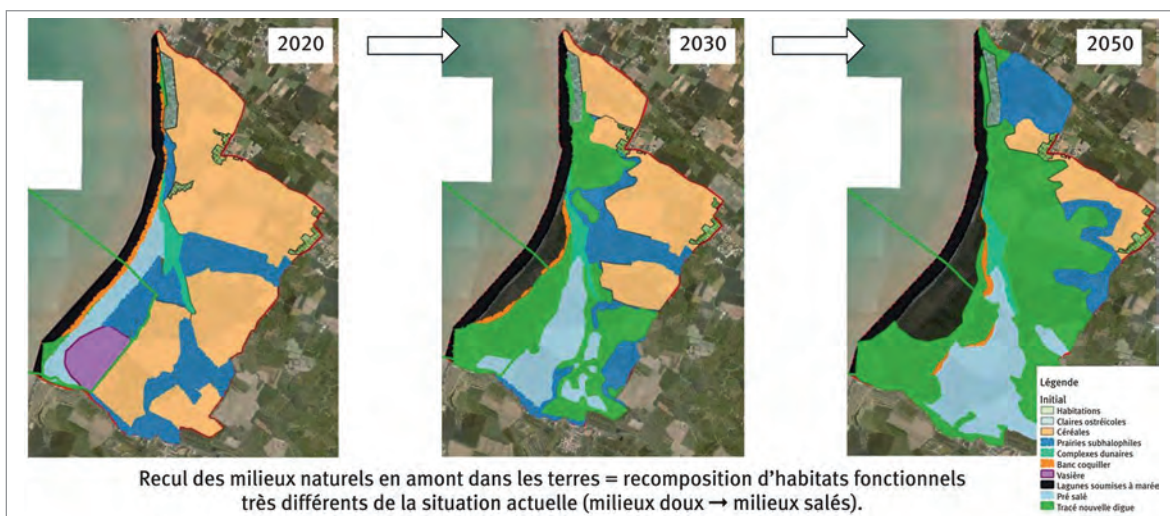 2020
2030
2050
Légende
Initial
Habitations
Claires ostréicoles
Céréales
Prairies subhalophiles
Complexes dunaires
Banc coquiller
Vasière
Lagunes soumises à marée
Pré salé
Tracé nouvelle digue
Recul des milieux naturels en amont dans les terres = recomposition d’habitats fonctionnels
très différents de la situation actuelle (milieux doux → milieux salés).